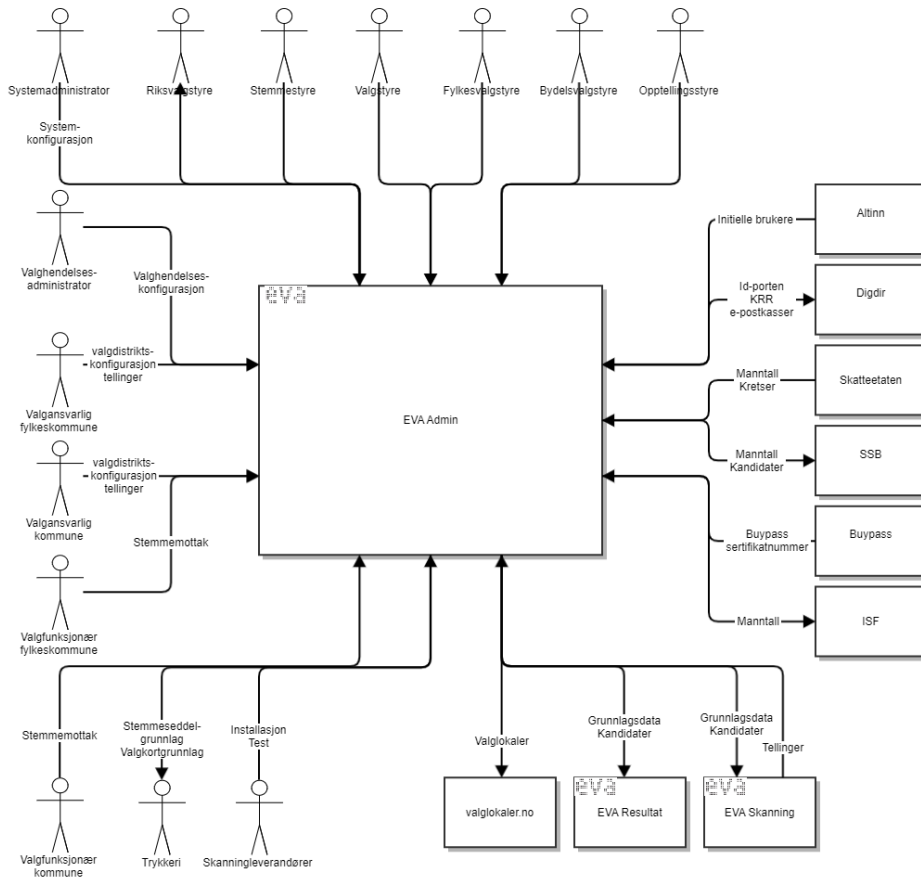 Systemadministrator
Riksvalgstyre
Stemmestyre
Valgstyre
Fylkesvalgstyre
Bydelsvalgstyre
Opptellingsstyre
System-
konfigurasjon
Valghendelses-
administrator
Valghendelses-
konfigurasjon
Initielle brukere
Altinn
Id-porten
KRR
e-postkasser
Digdir
eva
valgdistrikts-
konfigurasjon
tellinger
Valgansvarlig
fylkeskommune
Manntall
Kretser
Skatteetaten
EVA Admin
valgdistrikts-
konfigurasjon
tellinger
Valgansvarlig
kommune
Manntall
Kandidater
SSB
Stemmemottak
Buypass
sertifikatnummer
Buypass
Valgfunksjonær
fylkeskommune
Manntall
ISF
Stemmemottak
Stemmeseddel-
grunnlag
Valgkortgrunnlag
Installasjon
Test
Valglokaler
Grunnlagsdata
Kandidater
Grunnlagsdata
Kandidater
Tellinger
Valgfunksjonær
kommune
Trykkeri
Skanningleverandører
valglokaler.no
eva
EVA Resultat
eva
EVA Skanning